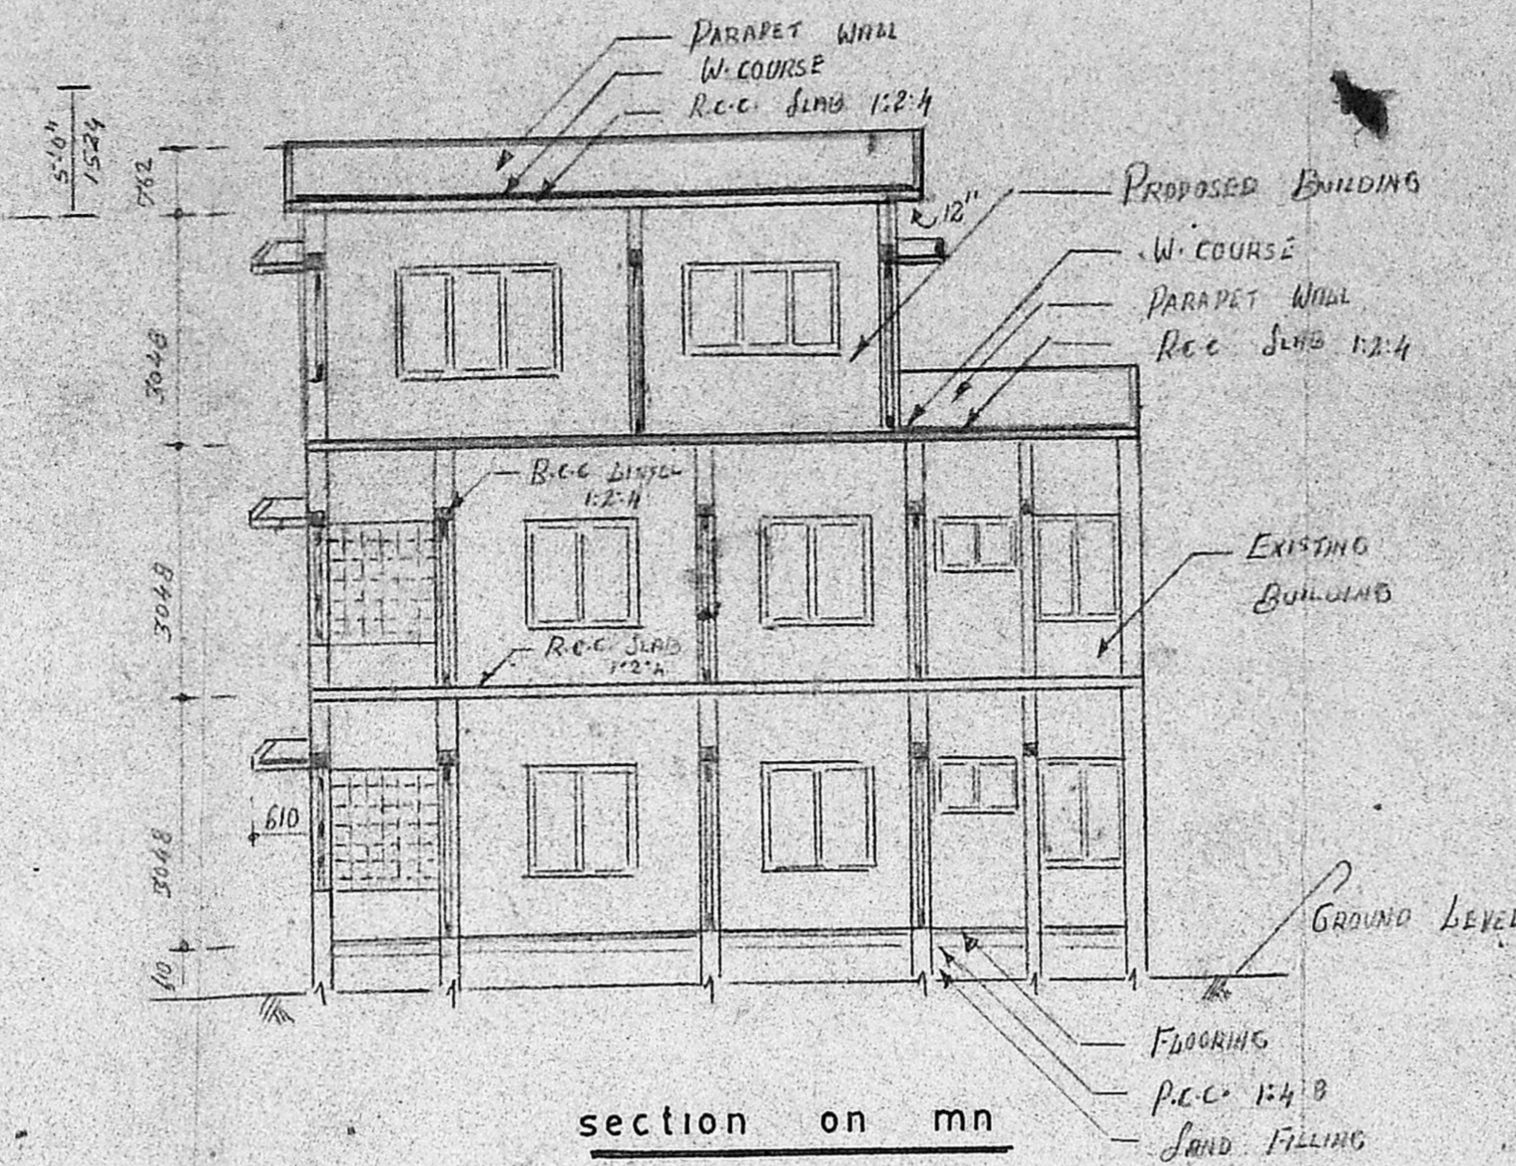 PARAPET WALL
W. COURSE
R.C.C. SLAB 1:2:4
5'-0"
1524
762
12"
PROPOSED BUILDING
W. COURSE
PARAPET WALL
R.C.C SLAB 1:2:4
3048
R.C.C LINTEL
1:2:4
EXISTING
BUILDING
3048
R.C.C. SLAB
1:2:4
610
3048
GROUND LEVEL
FLOORING
P.C.C. 1:4:8
SAND FILLING
section on mn